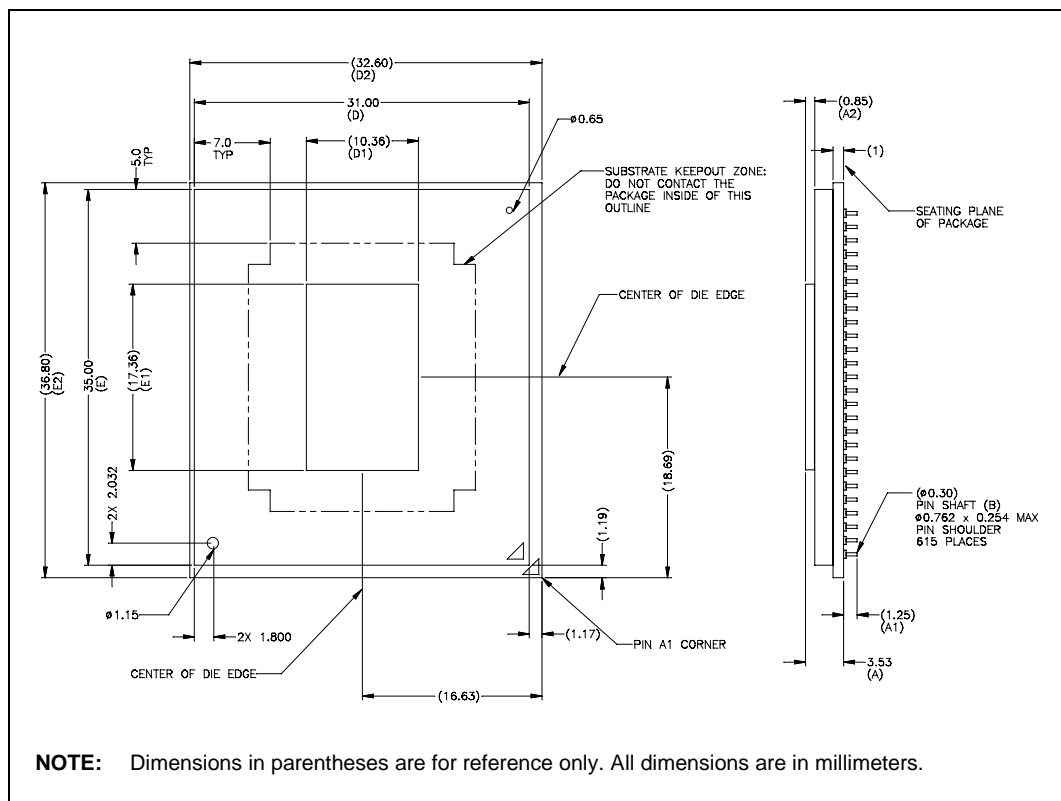 (32.60)
(D2)
31.00
(D)
7.0
TYP
(10.36)
(D1)
5.0
TYP
ø0.65
SUBSTRATE KEEPOUT ZONE:
DO NOT CONTACT THE
PACKAGE INSIDE OF THIS
OUTLINE
CENTER OF DIE EDGE
(36.80)
(E2)
35.00
(E)
(17.36)
(E1)
2X 2.032
(18.69)
(1.19)
ø1.15
2X 1.800
(1.17)
PIN A1 CORNER
CENTER OF DIE EDGE
(16.63)
(0.85)
(A2)
(1)
SEATING PLANE
OF PACKAGE
(ø0.30)
PIN SHAFT (B)
ø0.762 x 0.254 MAX
PIN SHOULDER
615 PLACES
(1.25)
(A1)
3.53
(A)
NOTE: Dimensions in parentheses are for reference only. All dimensions are in millimeters.